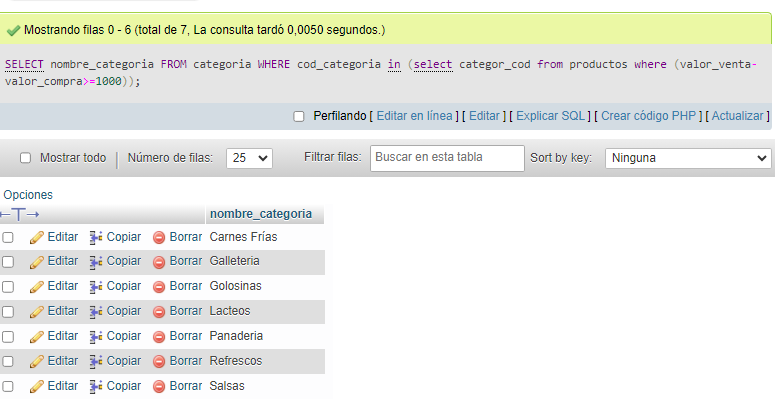 Mostrando filas 0 - 6 (total de 7, La consulta tardó 0,0050 segundos.)
SELECT nombre_categoria FROM categoria WHERE cod_categoria in (select categor_cod from productos where (valor_venta-
valor_compra>=1000));
Perfilando [ Editar en línea ] [ Editar ] [ Explicar SQL ] [ Crear código PHP ] [ Actualizar ]
Mostrar todo | Número de filas: 25 Filtrar filas: Buscar en esta tabla Sort by key: Ninguna
Opciones
←T→ nombre_categoria
Editar Copiar Borrar Carnes Frías
Editar Copiar Borrar Galleteria
Editar Copiar Borrar Golosinas
Editar Copiar Borrar Lacteos
Editar Copiar Borrar Panaderia
Editar Copiar Borrar Refrescos
Editar Copiar Borrar Salsas